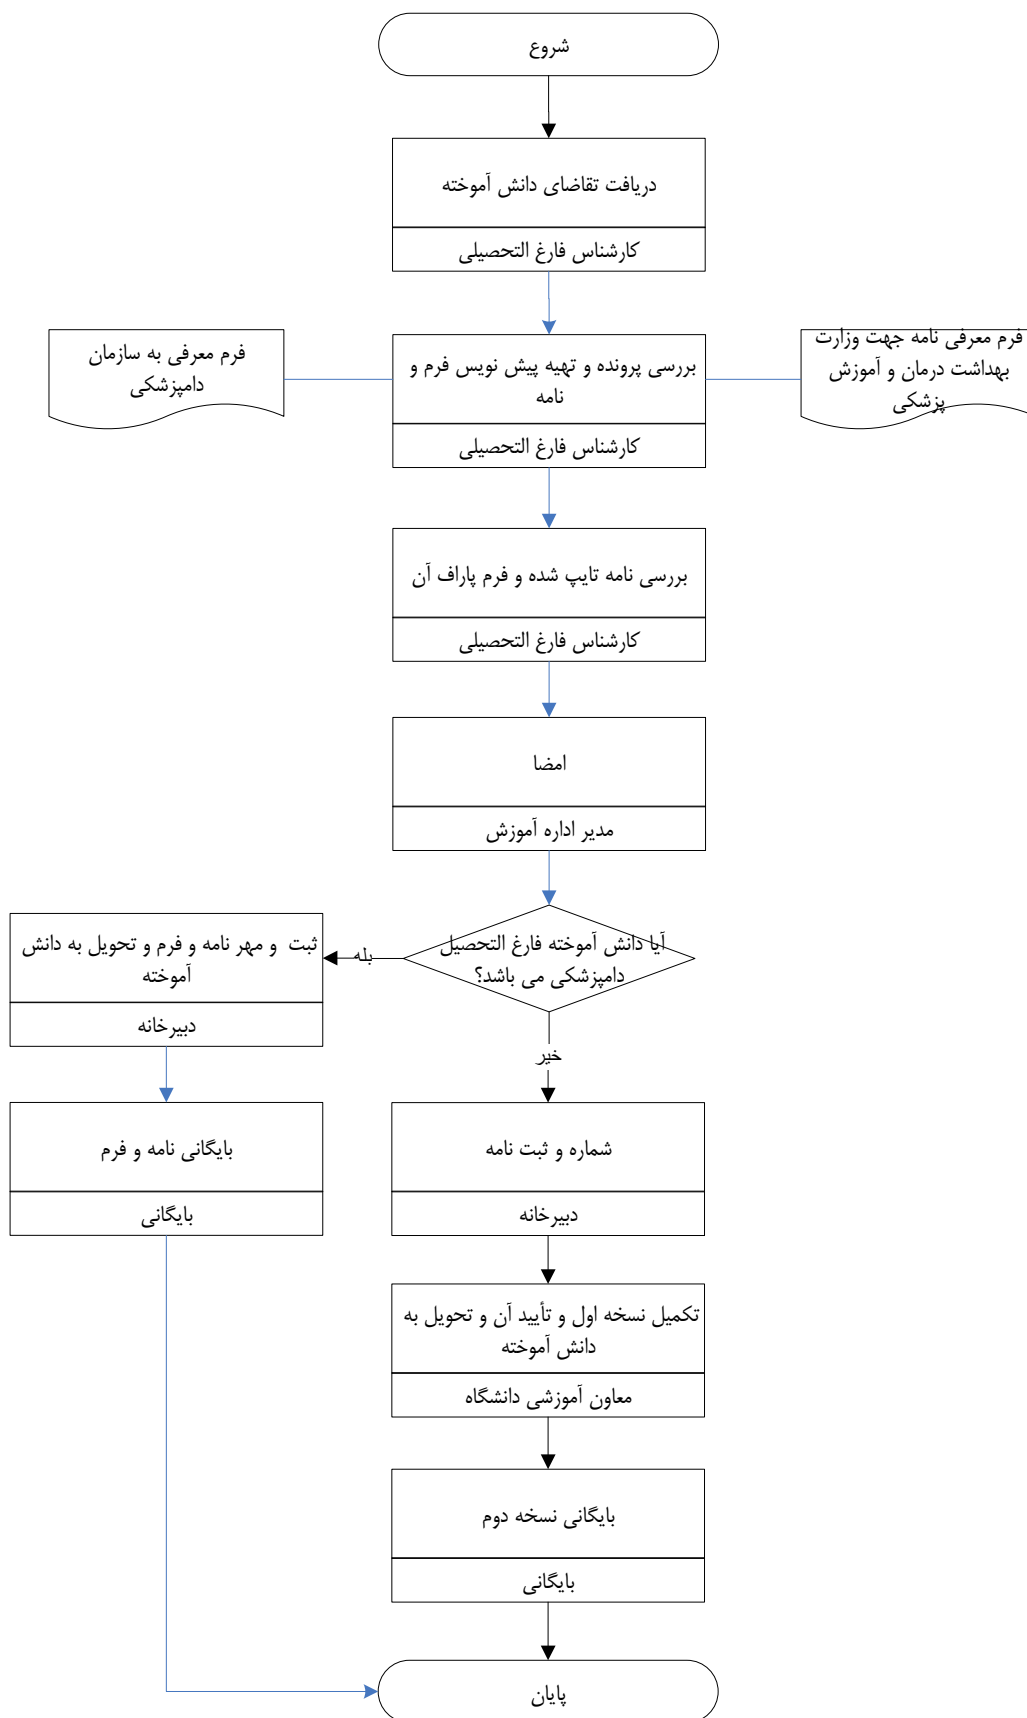 شروع
دریافت تقاضای دانش آموخته
کارشناس فارغ التحصیلی
فرم معرفی نامه جهت وزارت
بهداشت درمان و آموزش
پزشکی
بررسی پرونده و تهیه پیش نویس فرم و
نامه
کارشناس فارغ التحصیلی
فرم معرفی به سازمان
دامپزشکی
بررسی نامه تایپ شده و فرم پاراف آن
کارشناس فارغ التحصیلی
امضا
مدیر اداره آموزش
آیا دانش آموخته فارغ التحصیل
دامپزشکی می باشد؟
بله
ثبت و مهر نامه و فرم و تحویل به دانش
آموخته
دبیرخانه
خیر
شماره و ثبت نامه
دبیرخانه
بایگانی نامه و فرم
بایگانی
تکمیل نسخه اول و تأیید آن و تحویل به
دانش آموخته
معاون آموزشی دانشگاه
بایگانی نسخه دوم
بایگانی
پایان